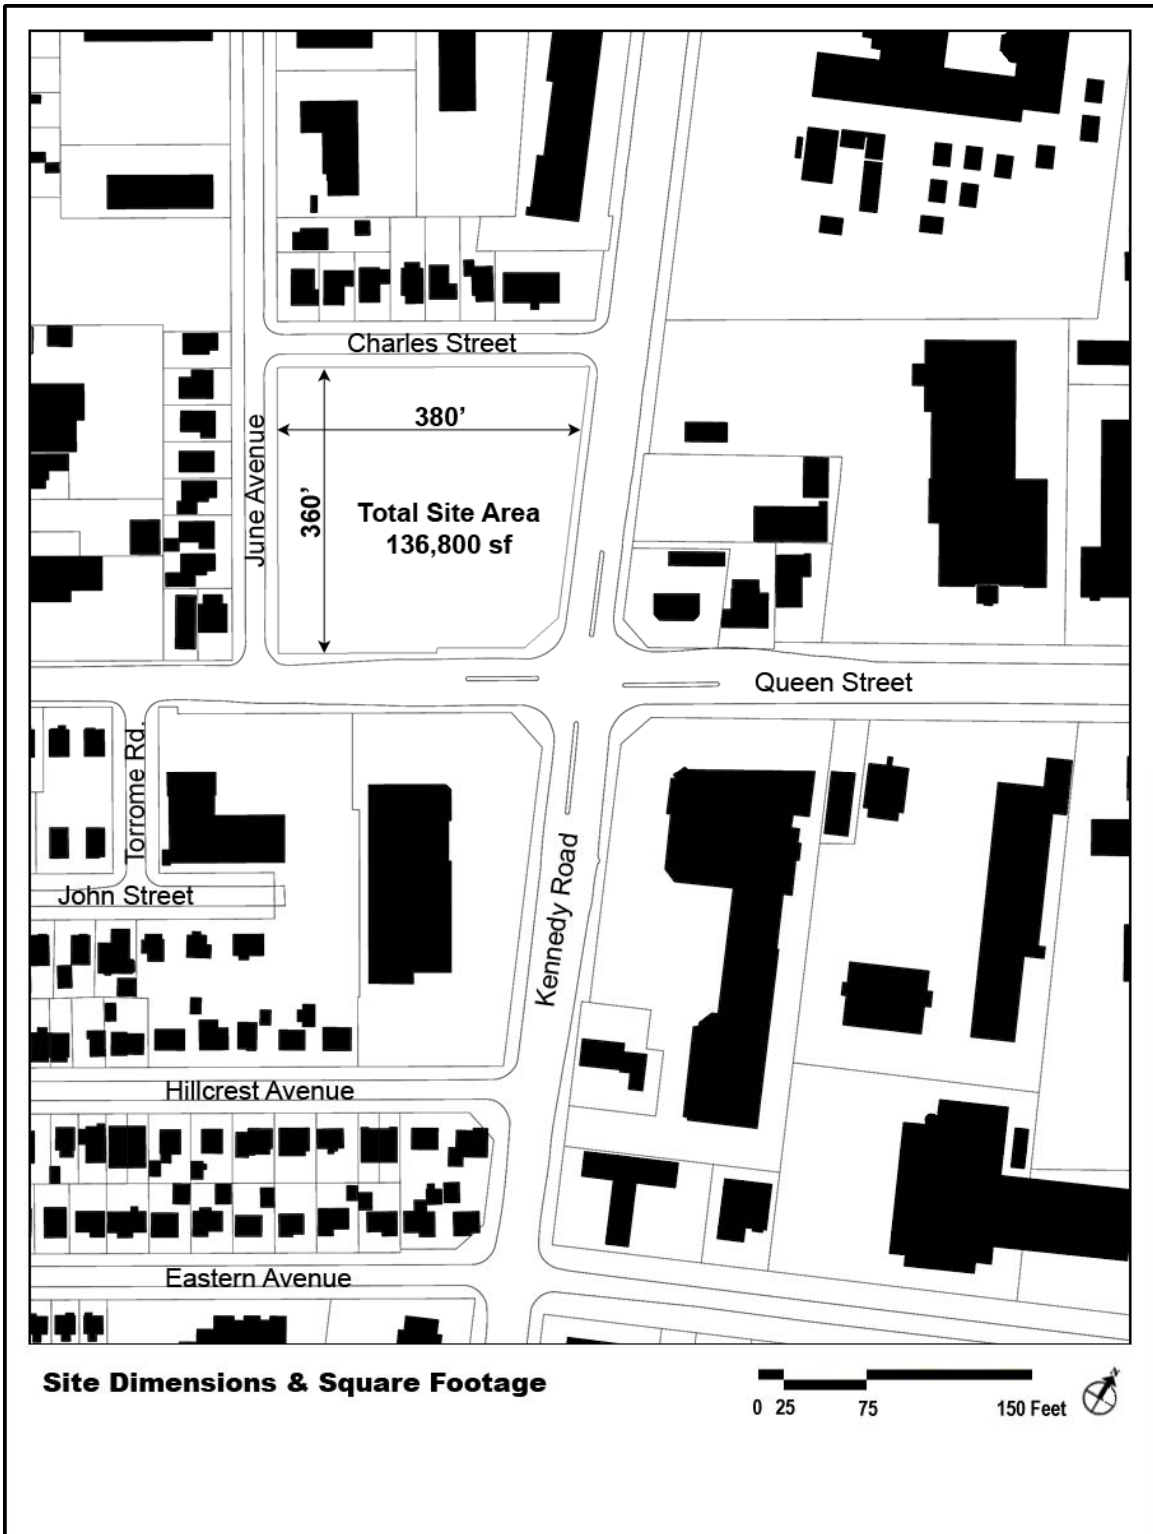 Charles Street
380’
June Avenue
360’
Total Site Area
136,800 sf
Queen Street
Torrome Rd.
Kennedy Road
John Street
Hillcrest Avenue
Eastern Avenue
Site Dimensions & Square Footage
0 25 75 150 Feet
N